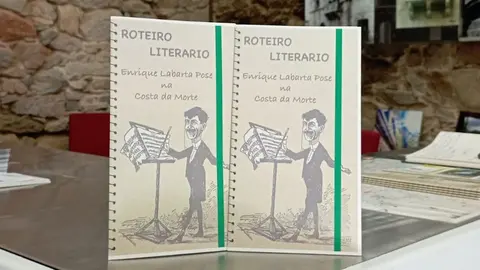 ROTEIRO
LITERARIO
Enrique Labarta Pose
na
Costa da Morte
ROTEIRO
LITERARIO
Enrique Labarta Pose
na
Costa da Morte